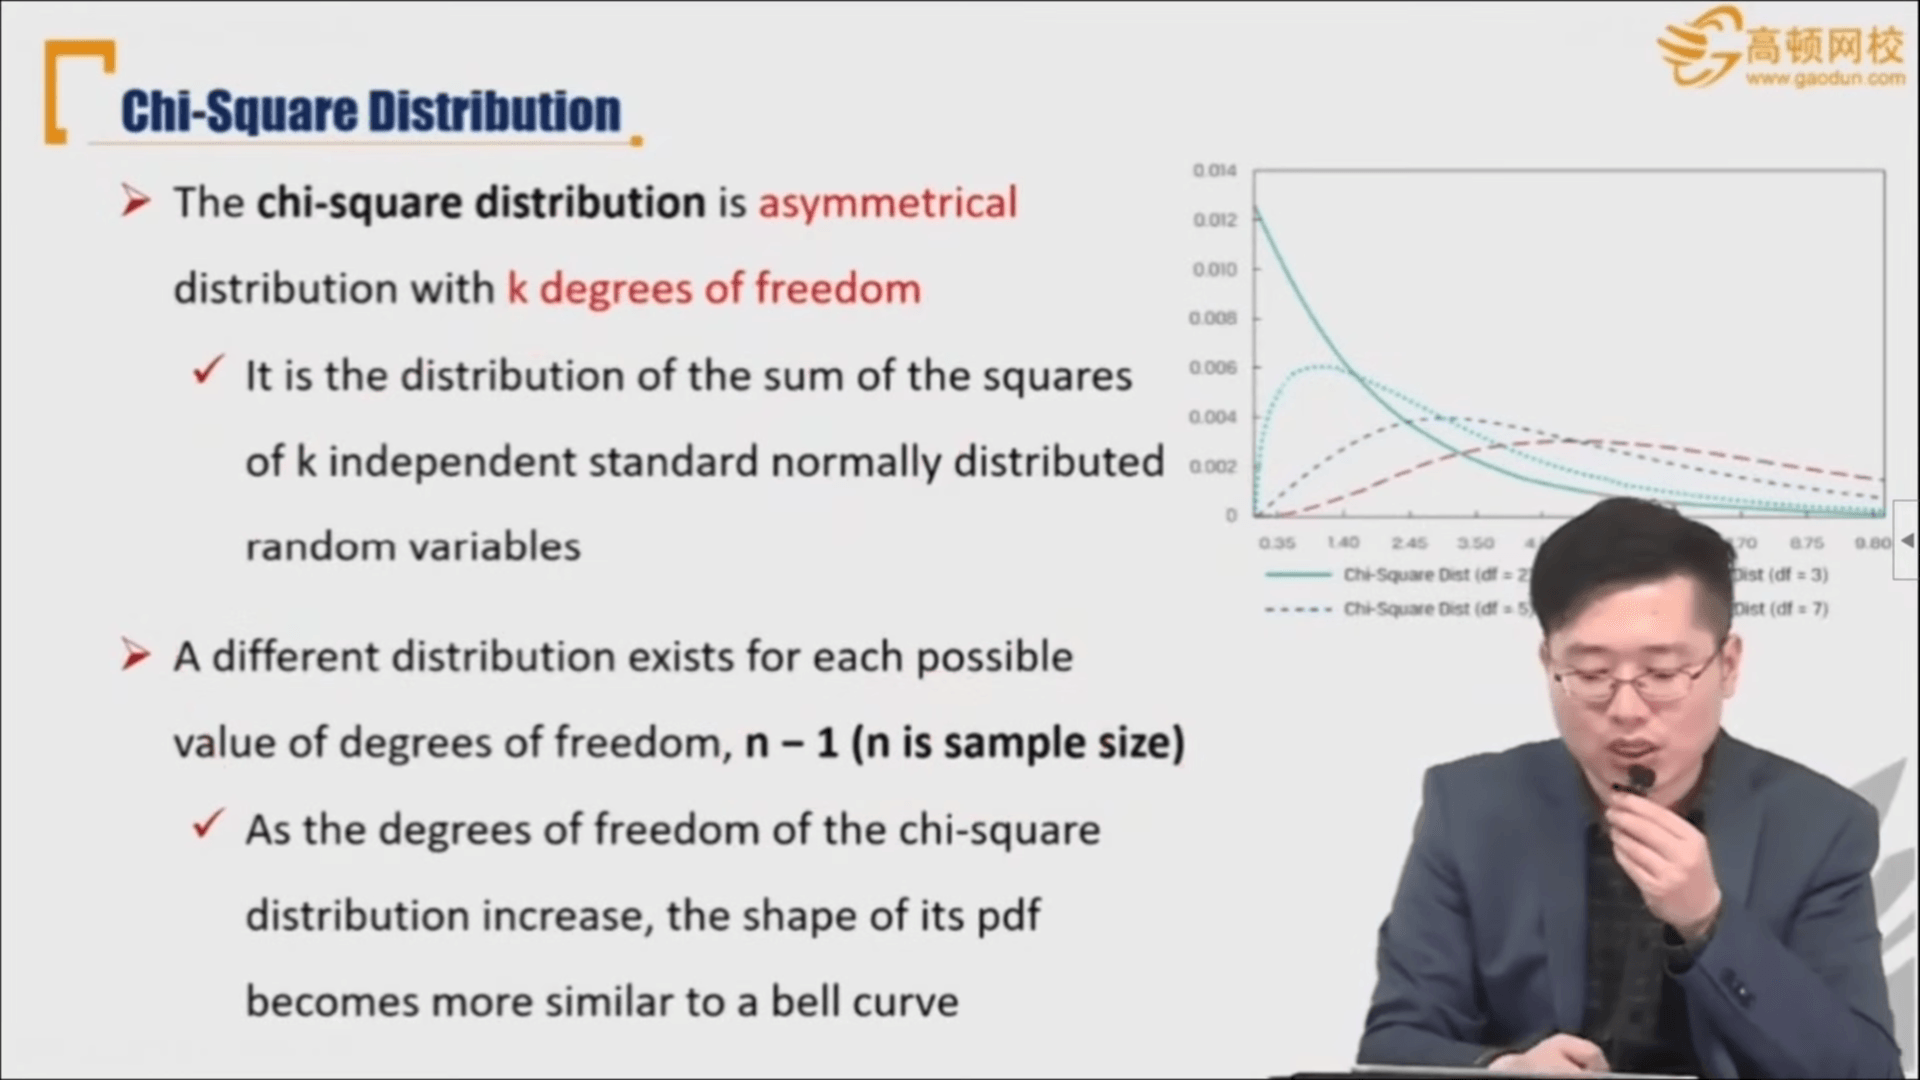 高顿网校
www.gaodun.com
Chi-Square Distribution
The chi-square distribution is asymmetrical
distribution with k degrees of freedom
It is the distribution of the sum of the squares
of k independent standard normally distributed
random variables
A different distribution exists for each possible
value of degrees of freedom, n – 1 (n is sample size)
As the degrees of freedom of the chi-square
distribution increase, the shape of its pdf
becomes more similar to a bell curve
0.014
0.012
0.010
0.008
0.006
0.004
0.002
0
0.35 1.40 2.45 3.50 4. .70 8.75 9.80
Chi-Square Dist (df = 2) Dist (df = 3)
Chi-Square Dist (df = 5) Dist (df = 7)